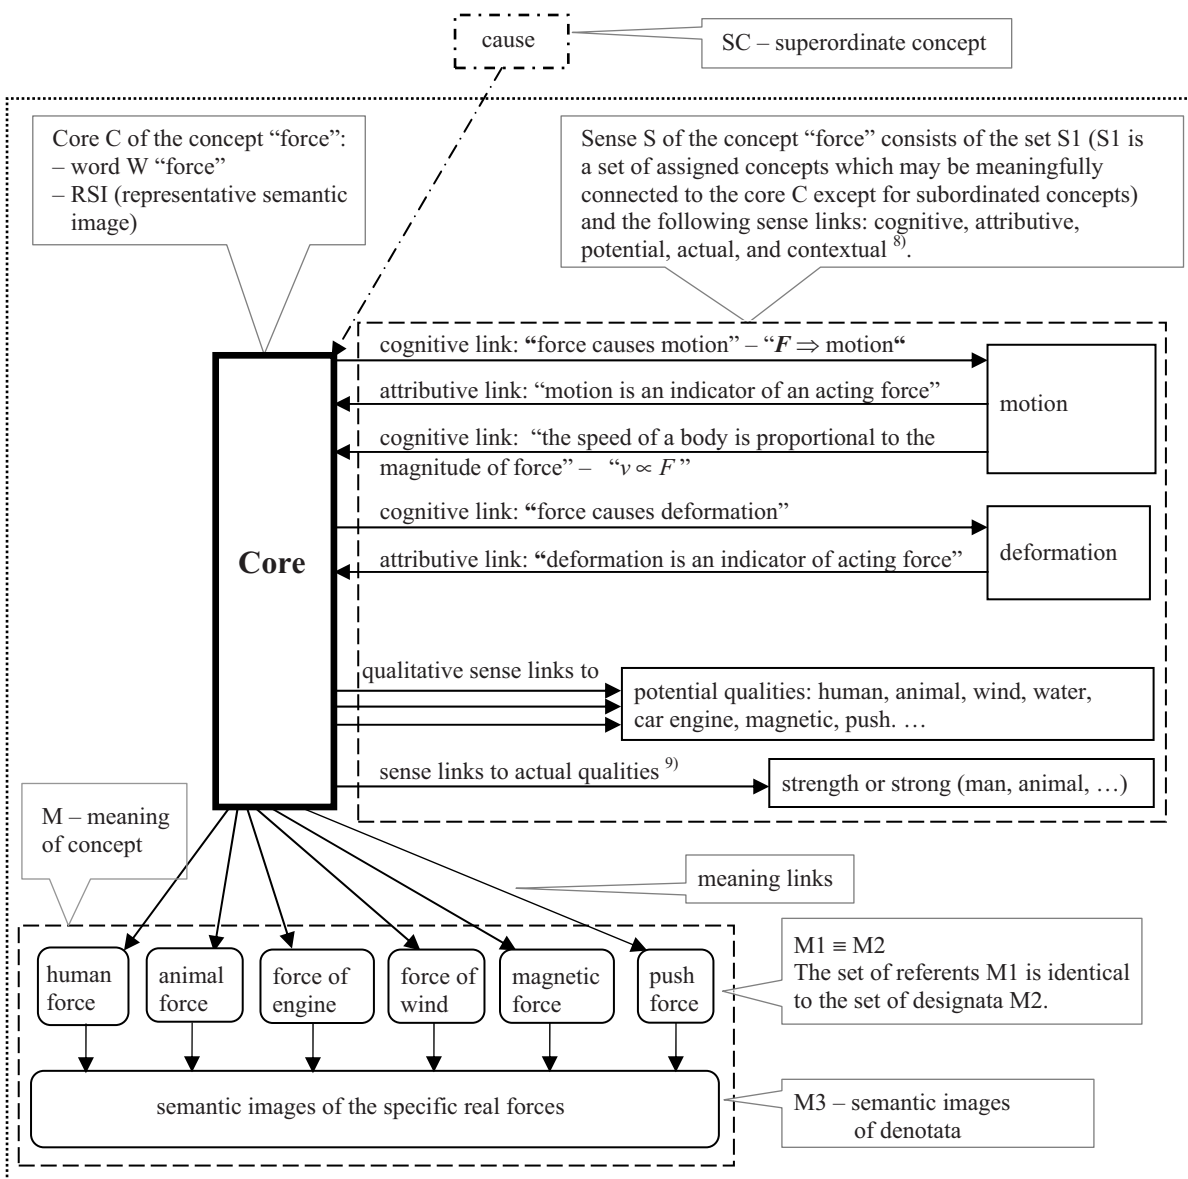 cause
SC – superordinate concept
Core C of the concept “force”:
– word W “force”
– RSI (representative semantic
image)
Sense S of the concept “force” consists of the set S1 (S1 is
a set of assigned concepts which may be meaningfully
connected to the core C except for subordinated concepts)
and the following sense links: cognitive, attributive,
potential, actual, and contextual ⁸⁾.
cognitive link: “force causes motion” – “F ⇒ motion“
attributive link: “motion is an indicator of an acting force”
motion
cognitive link: “the speed of a body is proportional to the
magnitude of force” – “v ∝ F ”
cognitive link: “force causes deformation”
deformation
attributive link: “deformation is an indicator of acting force”
Core
qualitative sense links to
potential qualities: human, animal, wind, water,
car engine, magnetic, push. …
sense links to actual qualities ⁹⁾
strength or strong (man, animal, …)
M – meaning
of concept
meaning links
human
force
animal
force
force of
engine
force of
wind
magnetic
force
push
force
M1 ≡ M2
The set of referents M1 is identical
to the set of designata M2.
semantic images of the specific real forces
M3 – semantic images
of denotata